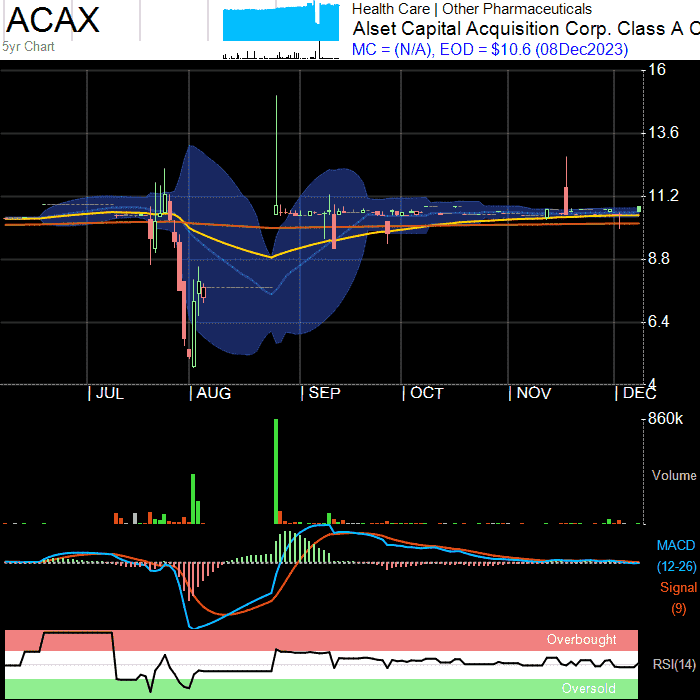 ACAX
5yr Chart
Health Care | Other Pharmaceuticals
Alset Capital Acquisition Corp. Class A C
MC = (N/A), EOD = $10.6 (08Dec2023)
16
13.6
11.2
8.8
6.4
4
| JUL | AUG | SEP | OCT | NOV | DEC
860k
Volume
MACD
(12-26)
Signal
(9)
Overbought
RSI(14)
Oversold